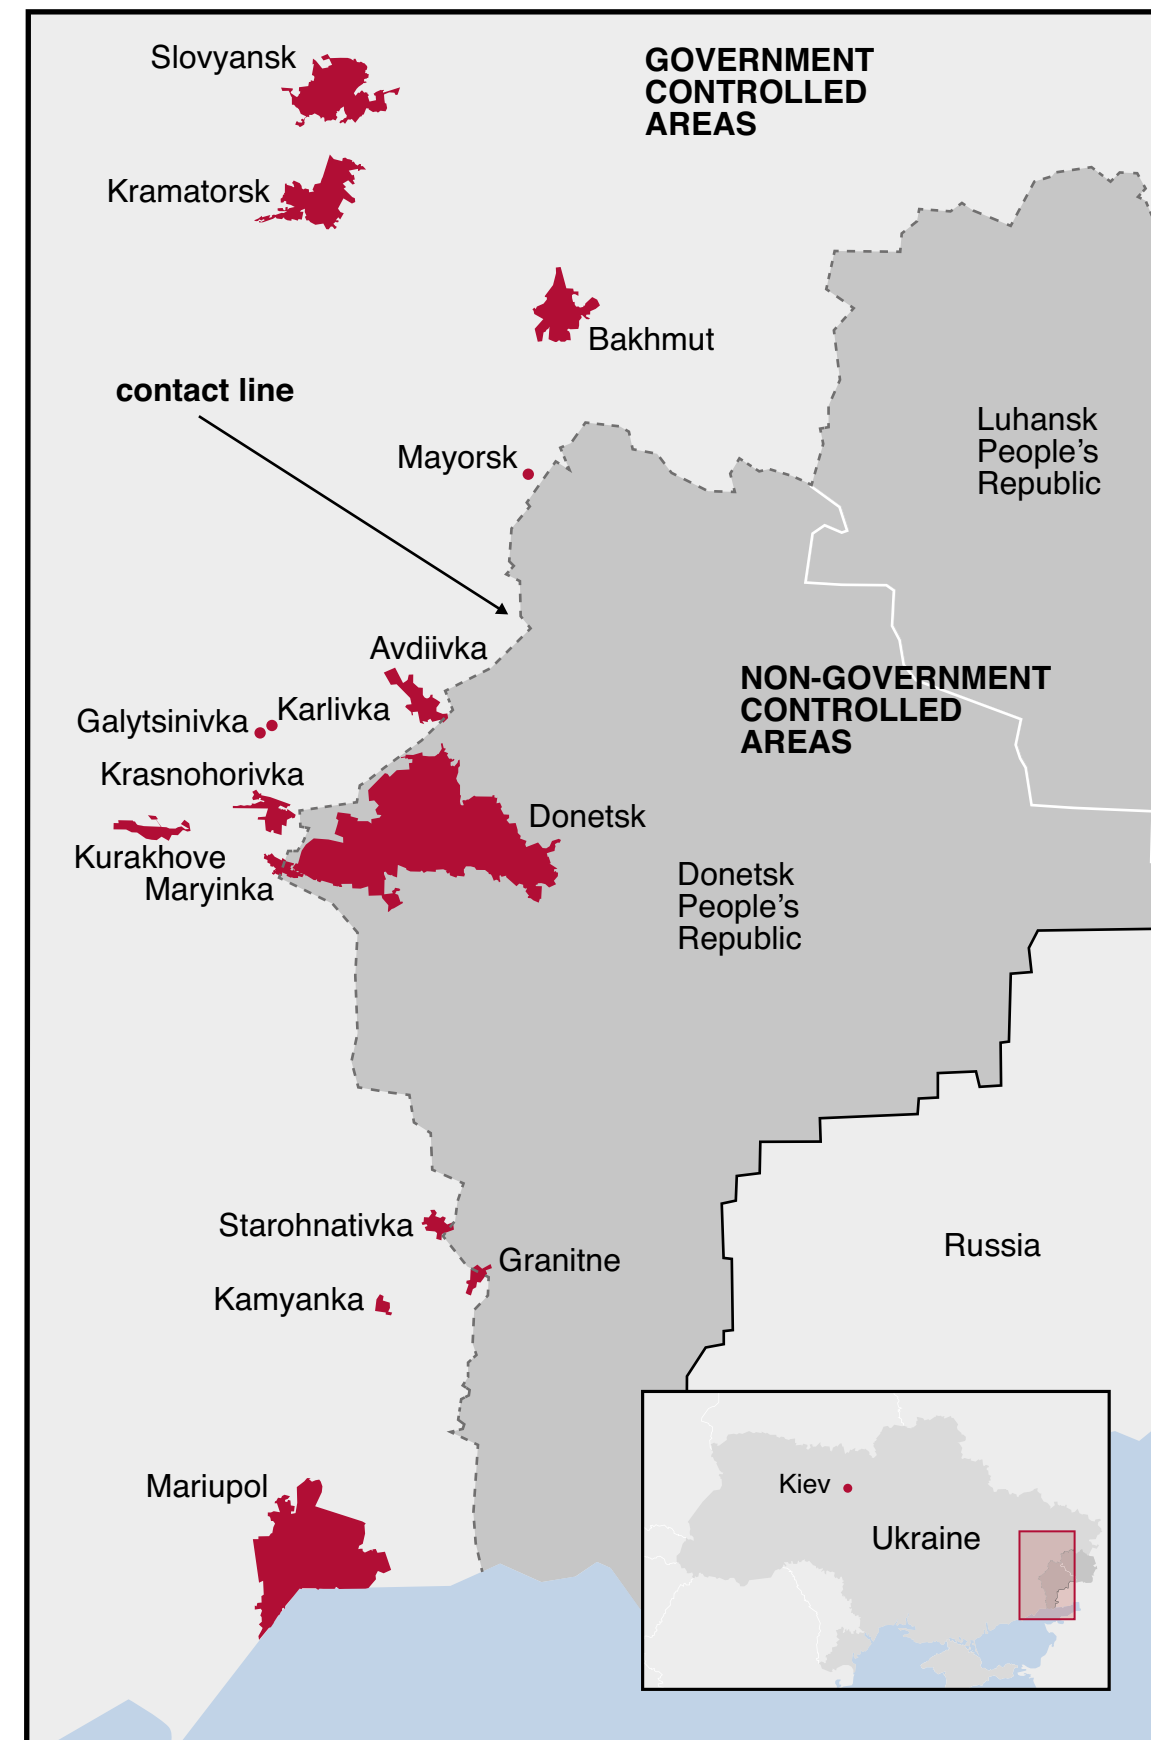 Slovyansk
GOVERNMENT
CONTROLLED
AREAS
Kramatorsk
Bakhmut
contact line
Luhansk
People’s
Republic
Mayorsk
Avdiivka
NON-GOVERNMENT
CONTROLLED
AREAS
Karlivka
Galytsinivka
Krasnohorivka
Donetsk
Kurakhove
Maryinka
Donetsk
People’s
Republic
Starohnativka
Russia
Granitne
Kamyanka
Mariupol
Kiev
Ukraine